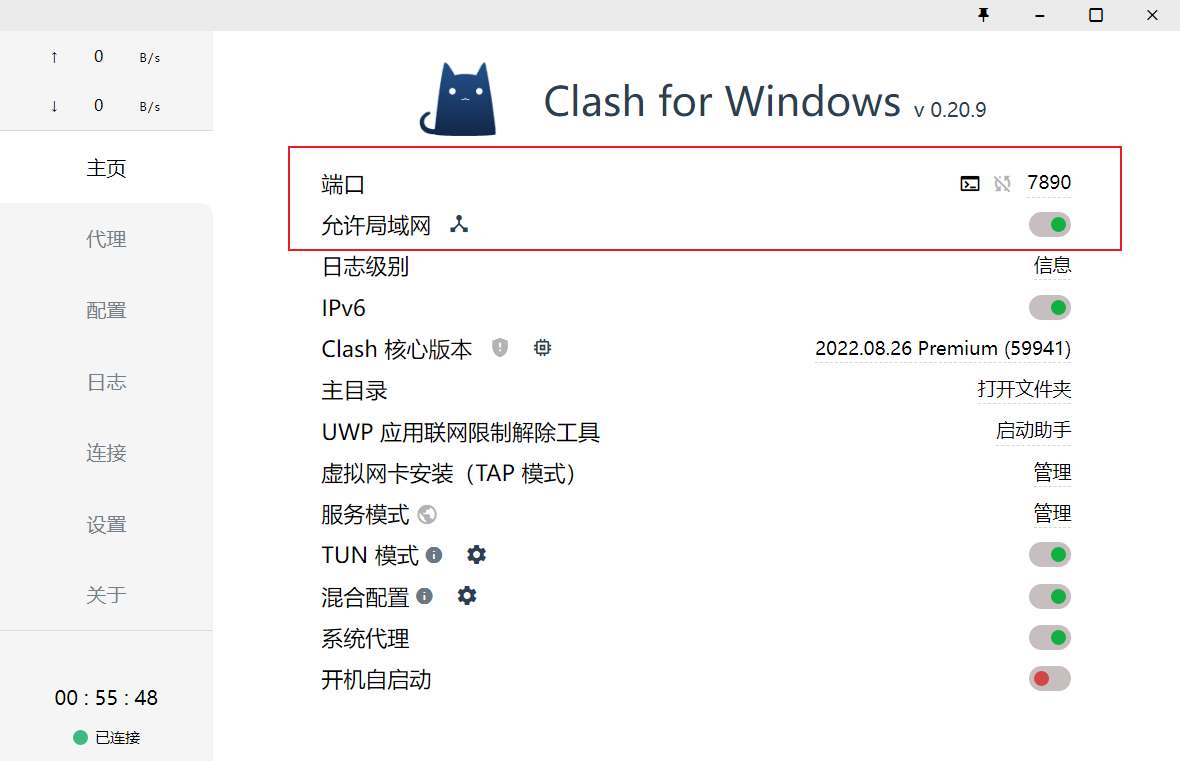 ↑ 0 B/s
↓ 0 B/s
主页
代理
配置
日志
连接
设置
关于
00 : 55 : 48
已连接
Clash for Windows v 0.20.9
端口 7890
允许局域网
日志级别 信息
IPv6
Clash 核心版本 2022.08.26 Premium (59941)
主目录 打开文件夹
UWP 应用联网限制解除工具 启动助手
虚拟网卡安装（TAP 模式） 管理
服务模式 管理
TUN 模式
混合配置
系统代理
开机自启动